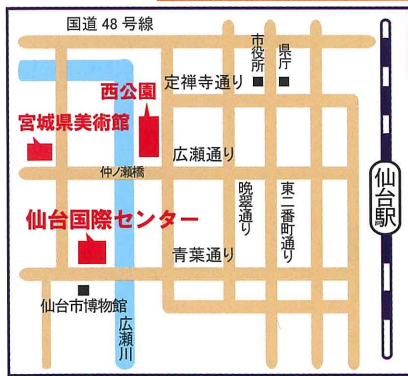 国道48号線
市役所
県庁
西公園
定禅寺通り
宮城県美術館
広瀬通り
仲ノ瀬橋
晩翠通り
東二番町通り
仙台駅
仙台国際センター
青葉通り
仙台市博物館
広瀬川